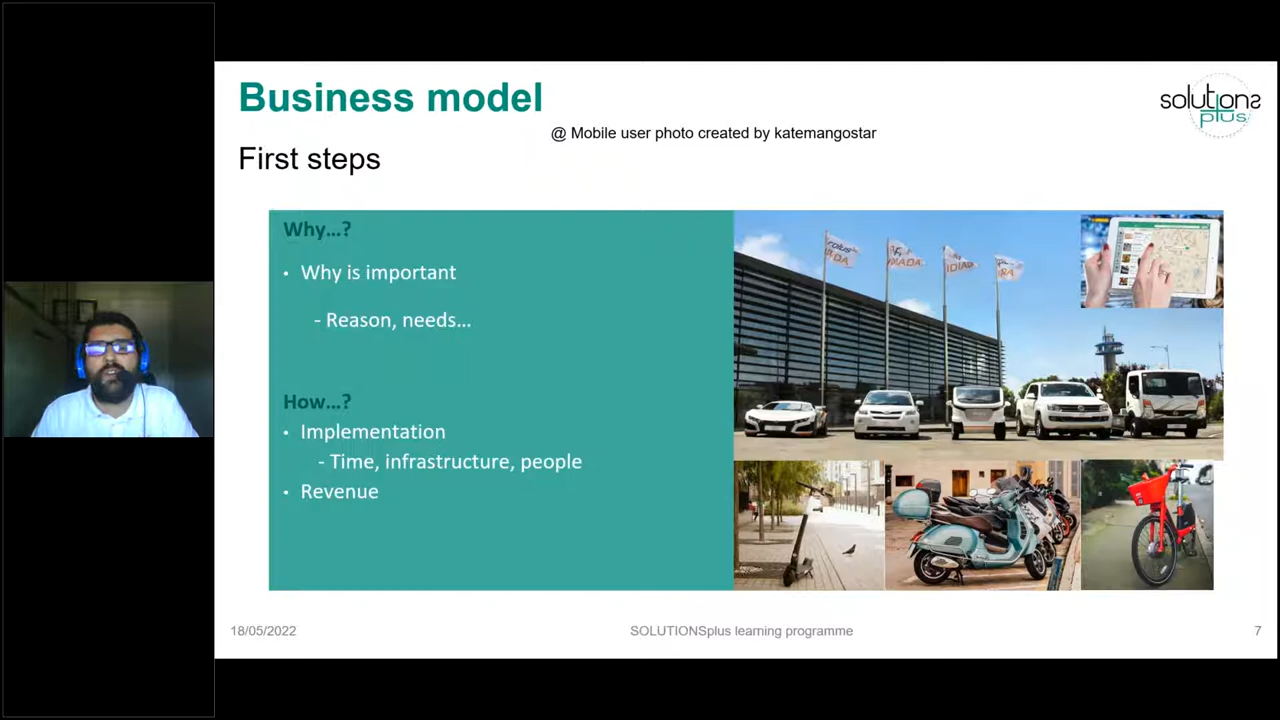 Business model
solutions
plus
@ Mobile user photo created by katemangostar
First steps
Why...?
• Why is important
- Reason, needs...
How...?
• Implementation
- Time, infrastructure, people
• Revenue
IDIADA
18/05/2022
SOLUTIONSplus learning programme
7